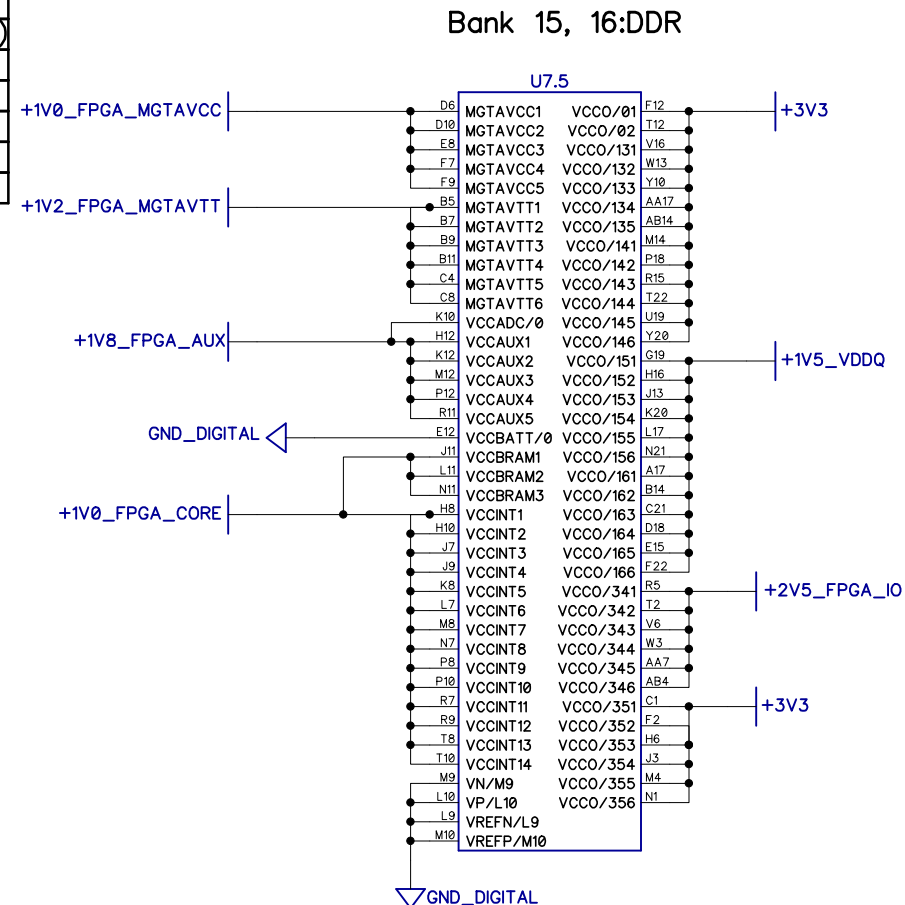 Bank 15, 16:DDR
U7.5
+1V0_FPGA_MGTAVCC D6 MGTAVCC1 VCCO/01 F12 +3V3
D10 MGTAVCC2 VCCO/02 T12
E8 MGTAVCC3 VCCO/131 V16
F7 MGTAVCC4 VCCO/132 W13
F9 MGTAVCC5 VCCO/133 Y10
+1V2_FPGA_MGTAVTT B5 MGTAVTT1 VCCO/134 AA17
B7 MGTAVTT2 VCCO/135 AB14
B9 MGTAVTT3 VCCO/141 M14
B11 MGTAVTT4 VCCO/142 P18
C4 MGTAVTT5 VCCO/143 R15
C8 MGTAVTT6 VCCO/144 T22
K10 VCCADC/0 VCCO/145 U19
+1V8_FPGA_AUX H12 VCCAUX1 VCCO/146 Y20
K12 VCCAUX2 VCCO/151 G19 +1V5_VDDQ
M12 VCCAUX3 VCCO/152 H16
P12 VCCAUX4 VCCO/153 J13
R11 VCCAUX5 VCCO/154 K20
GND_DIGITAL E12 VCCBATT/0 VCCO/155 L17
J11 VCCBRAM1 VCCO/156 N21
L11 VCCBRAM2 VCCO/161 A17
N11 VCCBRAM3 VCCO/162 B14
+1V0_FPGA_CORE H8 VCCINT1 VCCO/163 C21
H10 VCCINT2 VCCO/164 D18
J7 VCCINT3 VCCO/165 E15
J9 VCCINT4 VCCO/166 F22
K8 VCCINT5 VCCO/341 R5 +2V5_FPGA_IO
L7 VCCINT6 VCCO/342 T2
M8 VCCINT7 VCCO/343 V6
N7 VCCINT8 VCCO/344 W3
P8 VCCINT9 VCCO/345 AA7
P10 VCCINT10 VCCO/346 AB4
R7 VCCINT11 VCCO/351 C1 +3V3
R9 VCCINT12 VCCO/352 F2
T8 VCCINT13 VCCO/353 H6
T10 VCCINT14 VCCO/354 J3
M9 VN/M9 VCCO/355 M4
L10 VP/L10 VCCO/356 N1
L9 VREFN/L9
M10 VREFP/M10
GND_DIGITAL